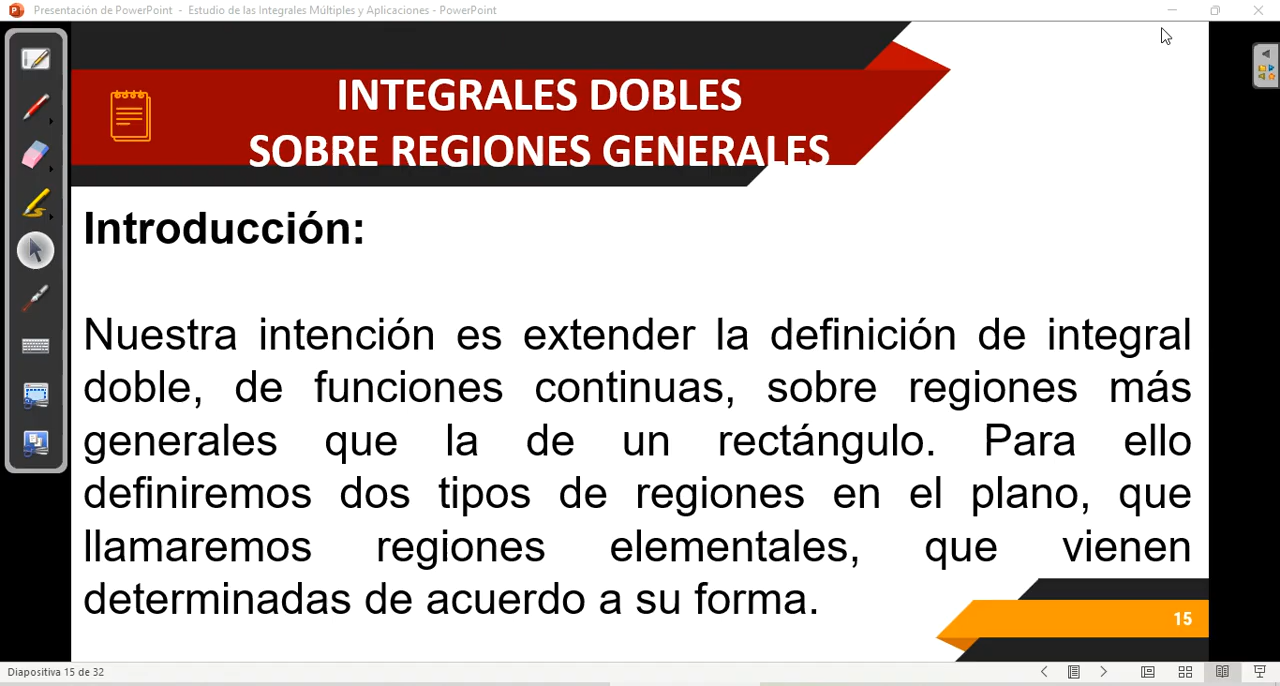 Presentación de PowerPoint - Estudio de las Integrales Múltiples y Aplicaciones - PowerPoint
INTEGRALES DOBLES
SOBRE REGIONES GENERALES
Introducción:
Nuestra intención es extender la definición de integral
doble, de funciones continuas, sobre regiones más
generales que la de un rectángulo. Para ello
definiremos dos tipos de regiones en el plano, que
llamaremos regiones elementales, que vienen
determinadas de acuerdo a su forma.
15
Diapositiva 15 de 32